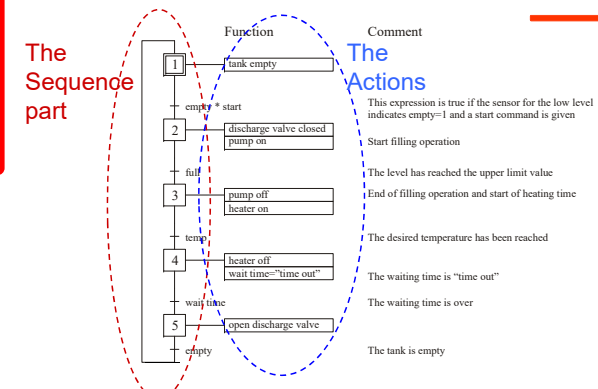 Function Comment
The
Sequence
part
The
Actions
1 tank empty
empty * start
This expression is true if the sensor for the low level
indicates empty=1 and a start command is given
2 discharge valve closed
pump on
Start filling operation
full
The level has reached the upper limit value
3 pump off
heater on
End of filling operation and start of heating time
temp
The desired temperature has been reached
4 heater off
wait time="time out"
The waiting time is "time out"
wait time
The waiting time is over
5 open discharge valve
empty
The tank is empty